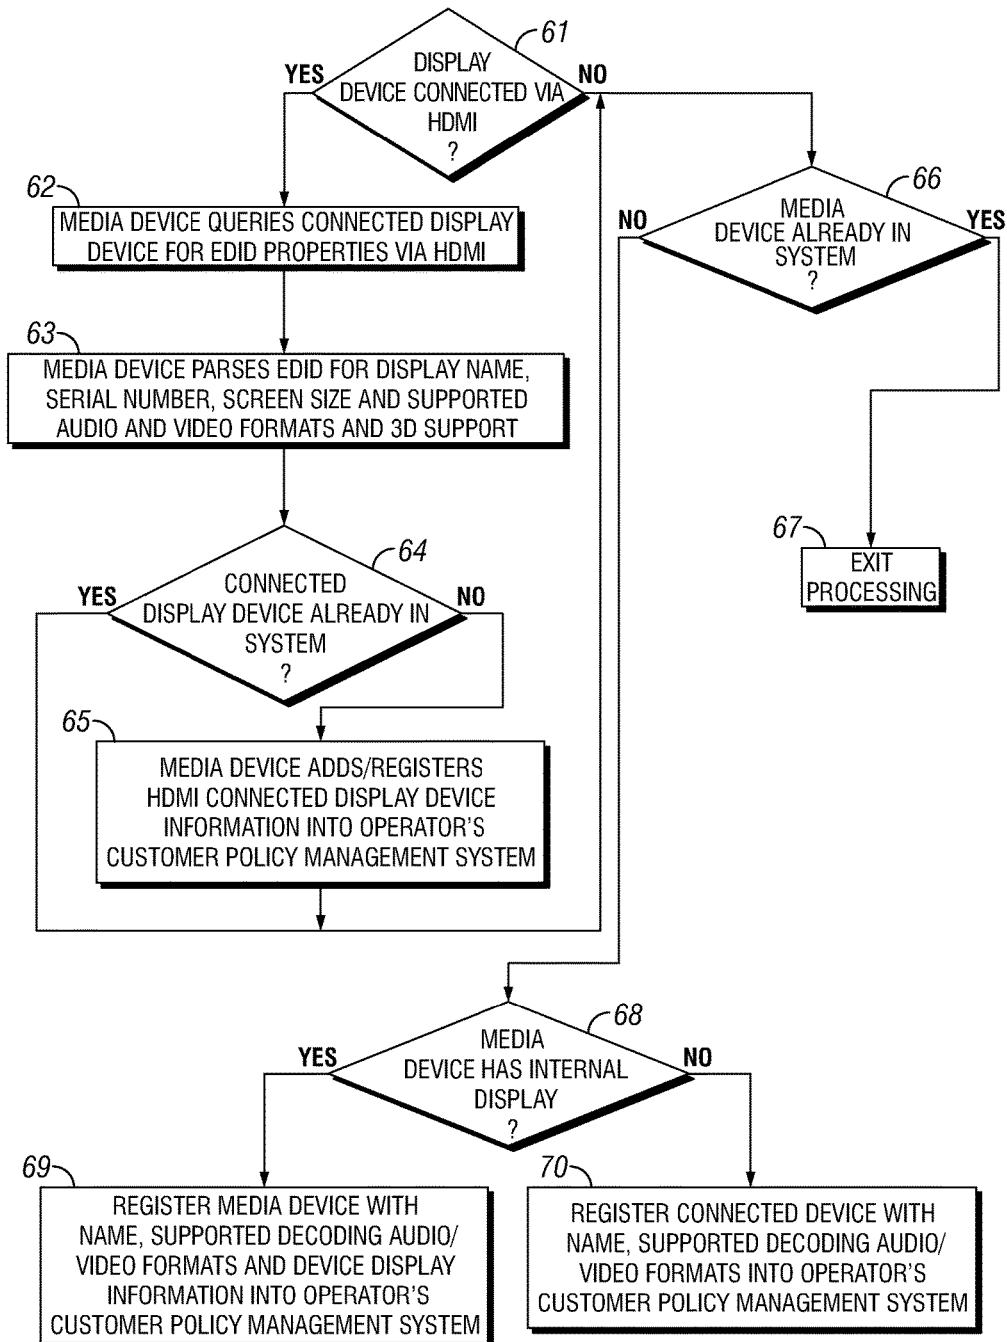 61
DISPLAY
DEVICE CONNECTED VIA
HDMI
?
YES
NO
62
MEDIA DEVICE QUERIES CONNECTED DISPLAY
DEVICE FOR EDID PROPERTIES VIA HDMI
63
MEDIA DEVICE PARSES EDID FOR DISPLAY NAME,
SERIAL NUMBER, SCREEN SIZE AND SUPPORTED
AUDIO AND VIDEO FORMATS AND 3D SUPPORT
64
CONNECTED
DISPLAY DEVICE ALREADY IN
SYSTEM
?
YES
NO
65
MEDIA DEVICE ADDS/REGISTERS
HDMI CONNECTED DISPLAY DEVICE
INFORMATION INTO OPERATOR'S
CUSTOMER POLICY MANAGEMENT SYSTEM
66
MEDIA
DEVICE ALREADY IN
SYSTEM
?
NO
YES
67
EXIT
PROCESSING
68
MEDIA
DEVICE HAS INTERNAL
DISPLAY
?
YES
NO
69
REGISTER MEDIA DEVICE WITH
NAME, SUPPORTED DECODING AUDIO/
VIDEO FORMATS AND DEVICE DISPLAY
INFORMATION INTO OPERATOR'S
CUSTOMER POLICY MANAGEMENT SYSTEM
70
REGISTER CONNECTED DEVICE WITH
NAME, SUPPORTED DECODING AUDIO/
VIDEO FORMATS INTO OPERATOR'S
CUSTOMER POLICY MANAGEMENT SYSTEM